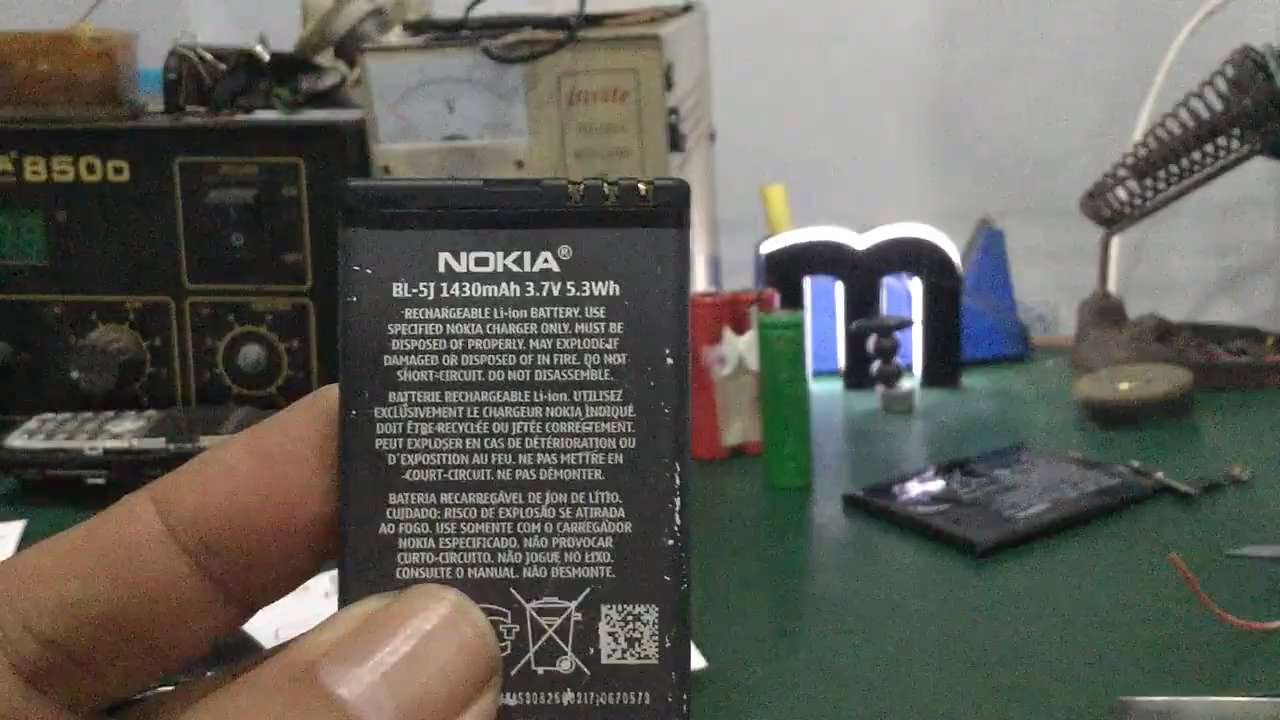 850D
V
NOKIA®
BL-5J 1430mAh 3.7V 5.3Wh
RECHARGEABLE Li-ion BATTERY. USE
SPECIFIED NOKIA CHARGER ONLY. MUST BE
DISPOSED OF PROPERLY. MAY EXPLODE IF
DAMAGED OR DISPOSED OF IN FIRE. DO NOT
SHORT-CIRCUIT. DO NOT DISASSEMBLE.
BATTERIE RECHARGEABLE Li-ion. UTILISEZ
EXCLUSIVEMENT LE CHARGEUR NOKIA INDIQUÉ.
DOIT ÊTRE RECYCLÉE OU JETÉE CORRECTEMENT.
PEUT EXPLOSER EN CAS DE DÉTÉRIORATION OU
D'EXPOSITION AU FEU. NE PAS METTRE EN
COURT-CIRCUIT. NE PAS DÉMONTER.
BATERIA RECARREGÁVEL DE ÍON DE LÍTIO.
CUIDADO: RISCO DE EXPLOSÃO SE ATIRADA
AO FOGO. USE SOMENTE COM O CARREGADOR
NOKIA ESPECIFICADO. NÃO PROVOCAR
CURTO-CIRCUITO. NÃO JOGUE NO LIXO.
CONSULTE O MANUAL. NÃO DESMONTE.
m